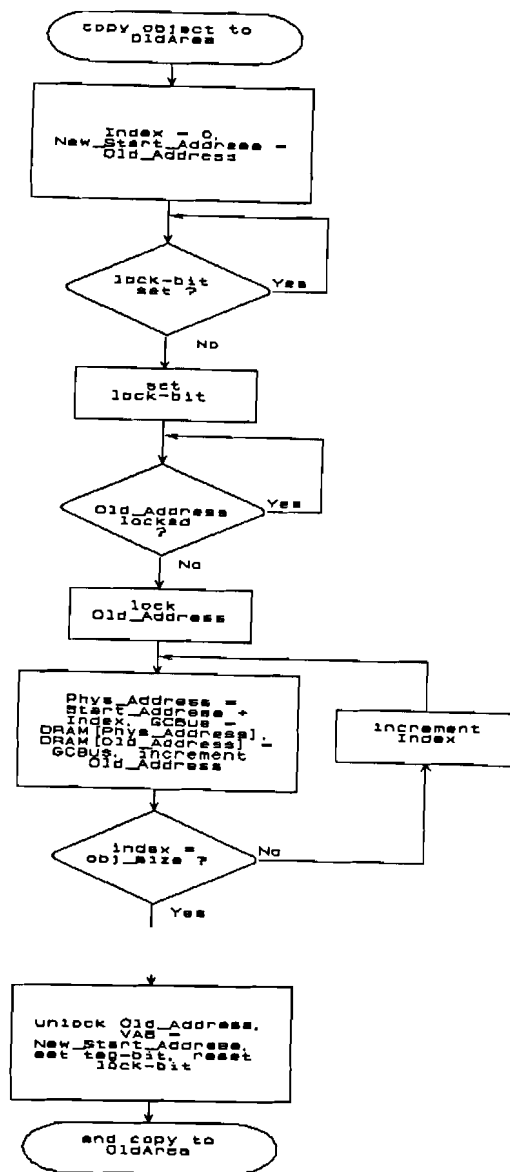 copy object to
OldArea
Index = 0,
New_Start_Address =
Old_Address
lock-bit
set ?
Yes
No
set
lock-bit
Old_Address
locked
?
Yes
No
lock
Old_Address
Phys_Address =
Start_Address +
Index, GCBus =
DRAM[Phys_Address],
DRAM[Old_Address] =
GCBus, Increment
Old_Address
Increment
Index
index =
obj_size ?
No
Yes
unlock Old_Address,
VAB =
New_Start_Address,
set tag-bit, reset
lock-bit
end copy to
OldArea